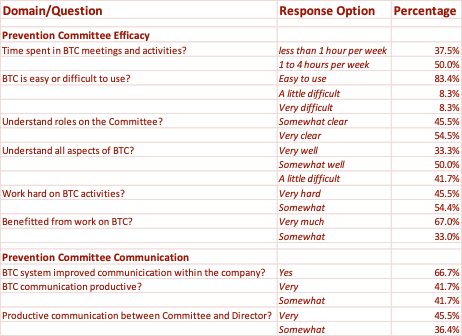 Domain/Question Response Option Percentage
Prevention Committee Efficacy
Time spent in BTC meetings and activities? less than 1 hour per week 37.5%
1 to 4 hours per week 50.0%
BTC is easy or difficult to use? Easy to use 83.4%
A little difficult 8.3%
Very difficult 8.3%
Understand roles on the Committee? Somewhat clear 45.5%
Very clear 54.5%
Understand all aspects of BTC? Very well 33.3%
Somewhat well 50.0%
A little difficult 41.7%
Work hard on BTC activities? Very hard 45.5%
Somewhat 54.4%
Benefitted from work on BTC? Very much 67.0%
Somewhat 33.0%
Prevention Committee Communication
BTC system improved communicication within the company? Yes 66.7%
BTC communication productive? Very 41.7%
Somewhat 41.7%
Productive communication between Committee and Director? Very 45.5%
Somewhat 36.4%